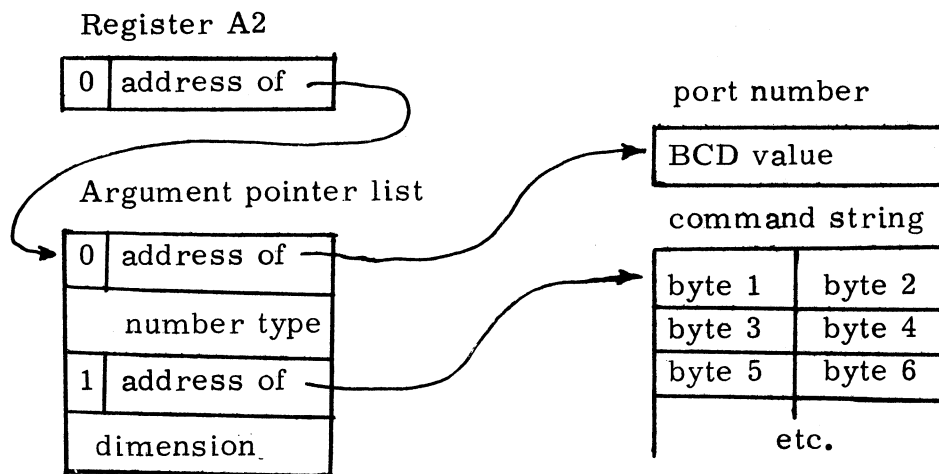 Register A2
0 address of
Argument pointer list
0 address of
number type
1 address of
dimension
port number
BCD value
command string
byte 1 byte 2
byte 3 byte 4
byte 5 byte 6
etc.